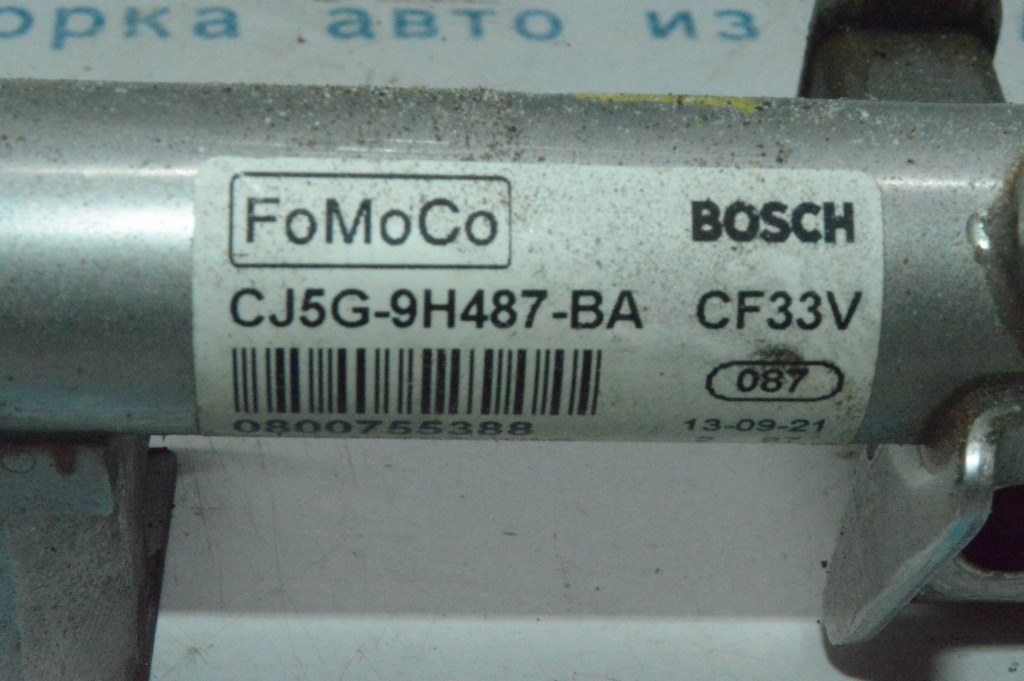 орка авто из
FoMoCo BOSCH
CJ5G-9H487-BA CF33V
087
0800755388 13-09-21